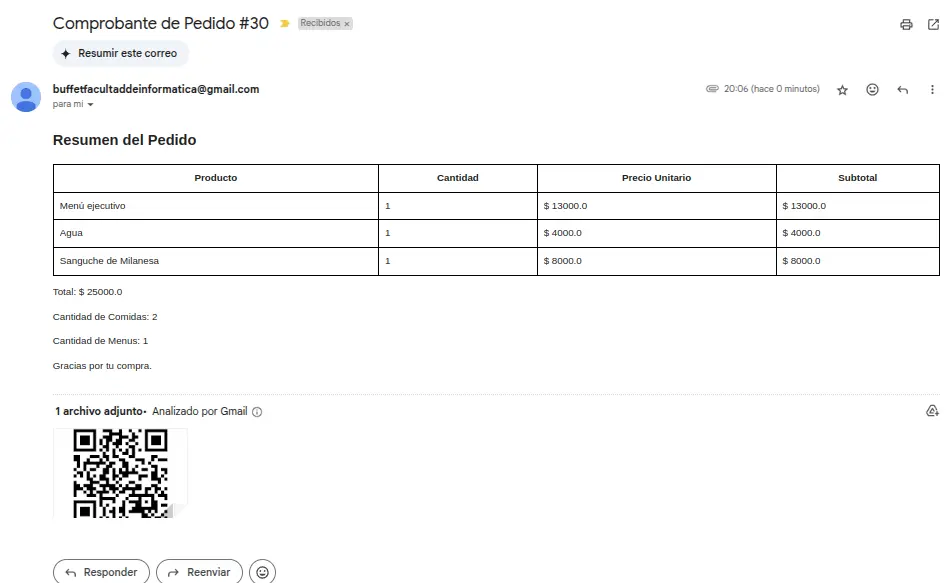 Comprobante de Pedido #30 Recibidos ×
Resumir este correo
buffetfacultaddeinformatica@gmail.com 20:06 (hace 0 minutos)
para mí
Resumen del Pedido
Producto Cantidad Precio Unitario Subtotal
Menú ejecutivo 1 $ 13000.0 $ 13000.0
Agua 1 $ 4000.0 $ 4000.0
Sanguche de Milanesa 1 $ 8000.0 $ 8000.0
Total: $ 25000.0
Cantidad de Comidas: 2
Cantidad de Menus: 1
Gracias por tu compra.
1 archivo adjunto• Analizado por Gmail
Responder Reenviar